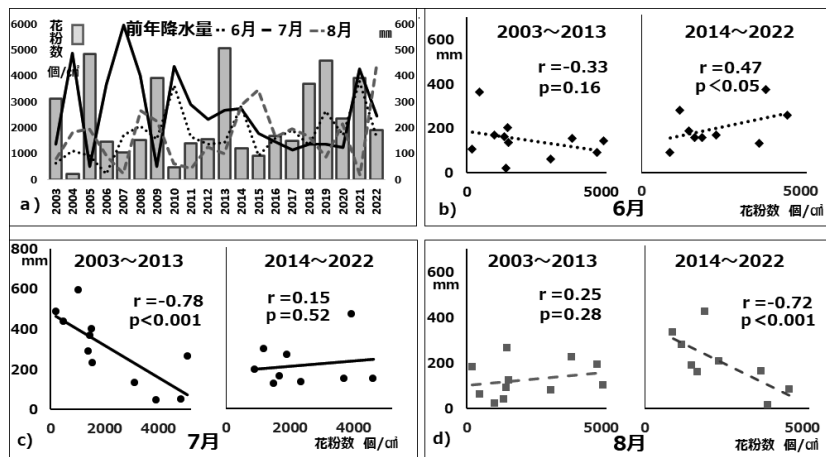 花粉数
個/㎠
前年降水量 6月 7月 8月
㎜
6000
5000
4000
3000
2000
1000
0
600
500
400
300
200
100
0
2003
2004
2005
2006
2007
2008
2009
2010
2011
2012
2013
2014
2015
2016
2017
2018
2019
2020
2021
2022
a)
600
mm
400
200
0
2003～2013
r=-0.33
p=0.16
2014～2022
r=0.47
p＜0.05
0
5000
0
5000
b)
6月
花粉数 個/㎠
800
mm
600
400
200
0
2003～2013
r=-0.78
p<0.001
2014～2022
r=0.15
p=0.52
0
2000
4000
0
2000
4000
c)
7月
花粉数 個/㎠
600
mm
400
200
0
2003～2013
r=0.25
p=0.28
2014～2022
r=-0.72
p<0.001
0
5000
0
5000
d)
8月
花粉数 個/㎠